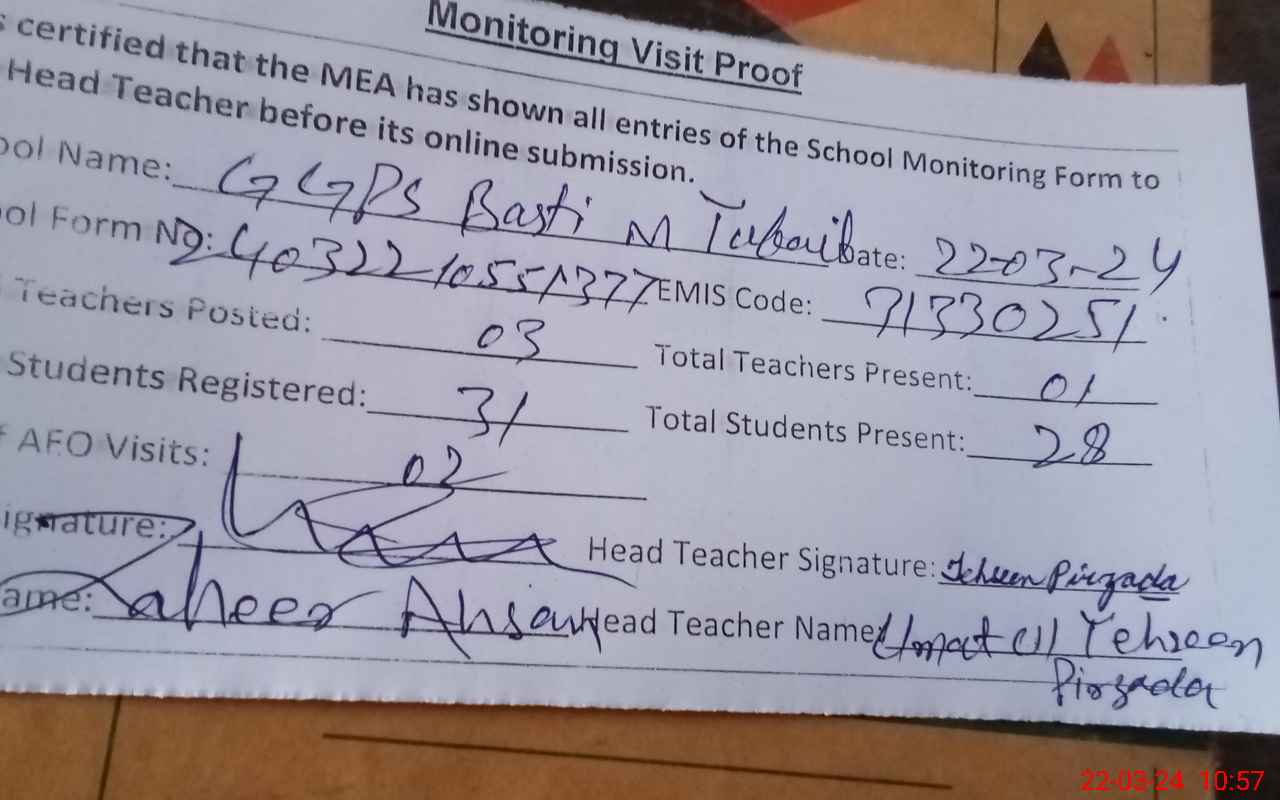 Monitoring Visit Proof
s certified that the MEA has shown all entries of the School Monitoring Form to
Head Teacher before its online submission.
ool Name: GGPS Basti M Tubaib Date: 22-03-24
ool Form No: 24032210551377 EMIS Code: 71330251
Teachers Posted: 03 Total Teachers Present: 01
Students Registered: 31 Total Students Present: 28
f AEO Visits: 02
ignature: Head Teacher Signature: Tehseen Pirzada
ame: Zaheer Ahsan Head Teacher Name: Umat Ul Tehseen
Pirzada
22-03-24 10:57